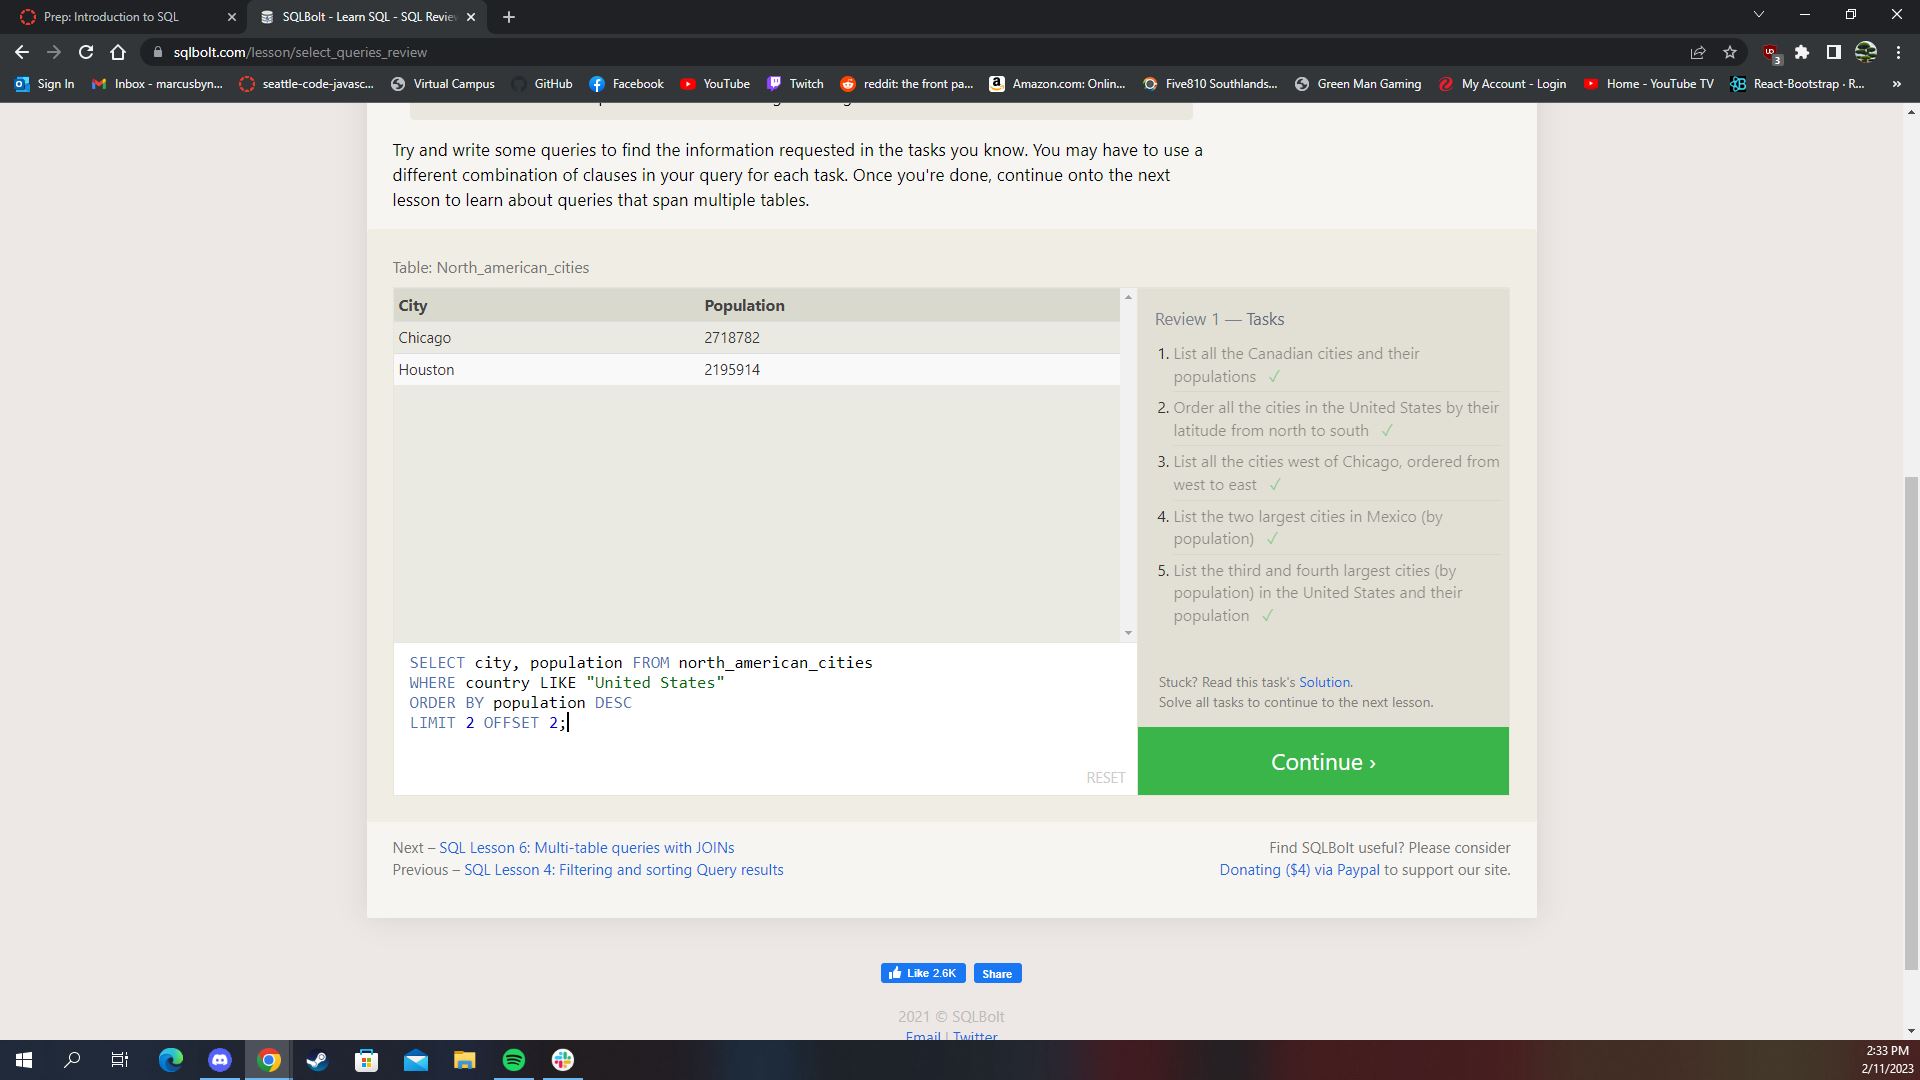 Prep: Introduction to SQL
SQLBolt - Learn SQL - SQL Revie
sqlbolt.com/lesson/select_queries_review
3
Sign In
Inbox - marcusbyn...
seattle-code-javasc...
Virtual Campus
GitHub
Facebook
YouTube
Twitch
reddit: the front pa...
Amazon.com: Onlin...
Five810 Southlands...
Green Man Gaming
My Account - Login
Home - YouTube TV
React-Bootstrap · R...
»
Try and write some queries to find the information requested in the tasks you know. You may have to use a
different combination of clauses in your query for each task. Once you're done, continue onto the next
lesson to learn about queries that span multiple tables.
Table: North_american_cities
City Population
Chicago 2718782
Houston 2195914
Review 1 — Tasks
1. List all the Canadian cities and their
populations ✓
2. Order all the cities in the United States by their
latitude from north to south ✓
3. List all the cities west of Chicago, ordered from
west to east ✓
4. List the two largest cities in Mexico (by
population) ✓
5. List the third and fourth largest cities (by
population) in the United States and their
population ✓
SELECT city, population FROM north_american_cities
WHERE country LIKE "United States"
ORDER BY population DESC
LIMIT 2 OFFSET 2;
RESET
Stuck? Read this task's Solution.
Solve all tasks to continue to the next lesson.
Continue ›
Next – SQL Lesson 6: Multi-table queries with JOINs
Previous – SQL Lesson 4: Filtering and sorting Query results
Find SQLBolt useful? Please consider
Donating ($4) via Paypal to support our site.
Like 2.6K
Share
2021 © SQLBolt
Email | Twitter
2:33 PM
2/11/2023